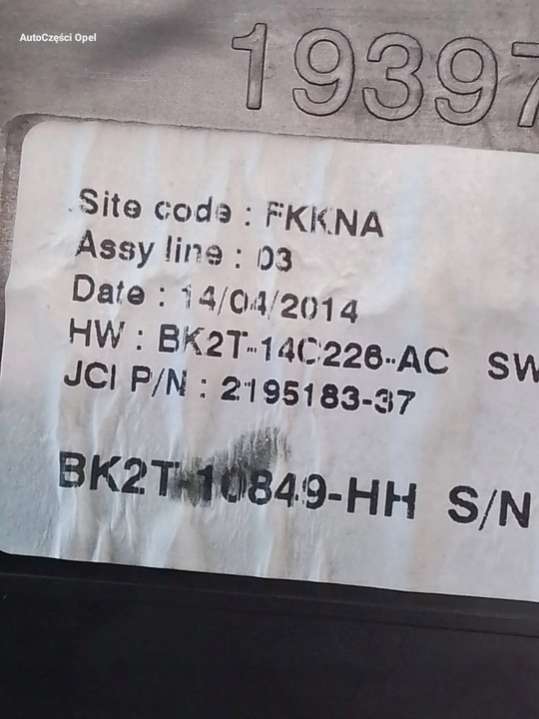 AutoCzęści Opel
19397
Site code : FKKNA
Assy line : 03
Date : 14/04/2014
HW : BK2T-14C226-AC SW
JCI P/N : 2195183-37
BK2T-10849-HH S/N